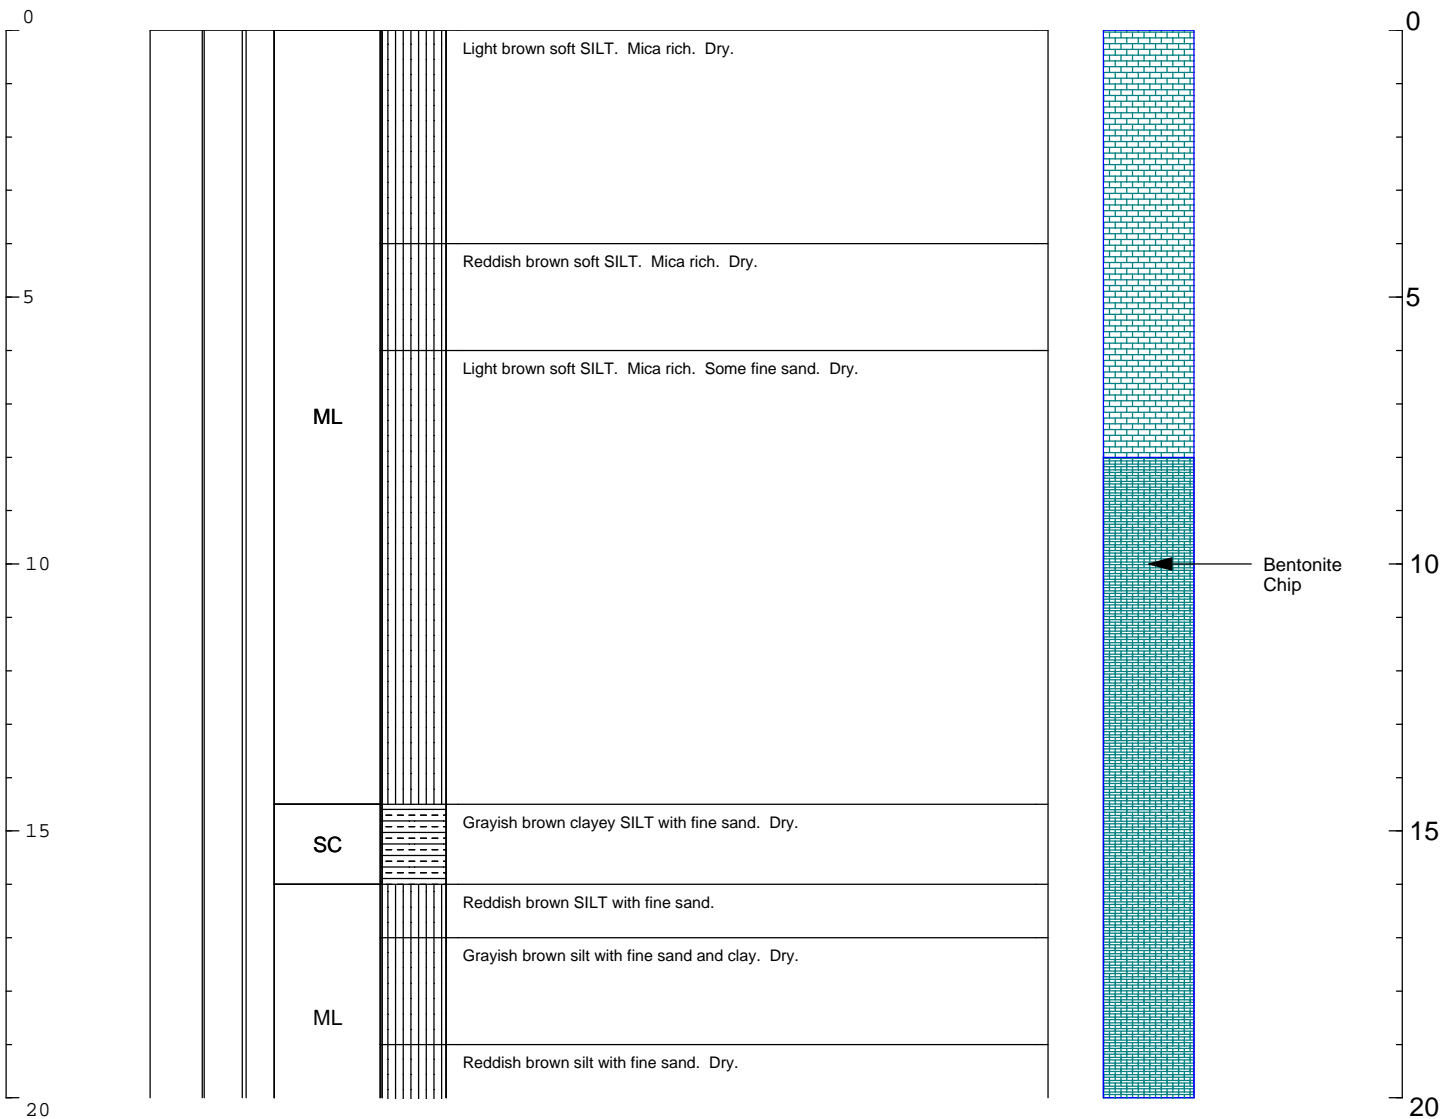 0
0
Light brown soft SILT.  Mica rich.  Dry.
Reddish brown soft SILT.  Mica rich.  Dry.
5
5
Light brown soft SILT.  Mica rich.  Some fine sand.  Dry.
ML
10
Bentonite
Chip
10
15
SC
Grayish brown clayey SILT with fine sand.  Dry.
15
Reddish brown SILT with fine sand.
Grayish brown silt with fine sand and clay.  Dry.
ML
Reddish brown silt with fine sand.  Dry.
20
20